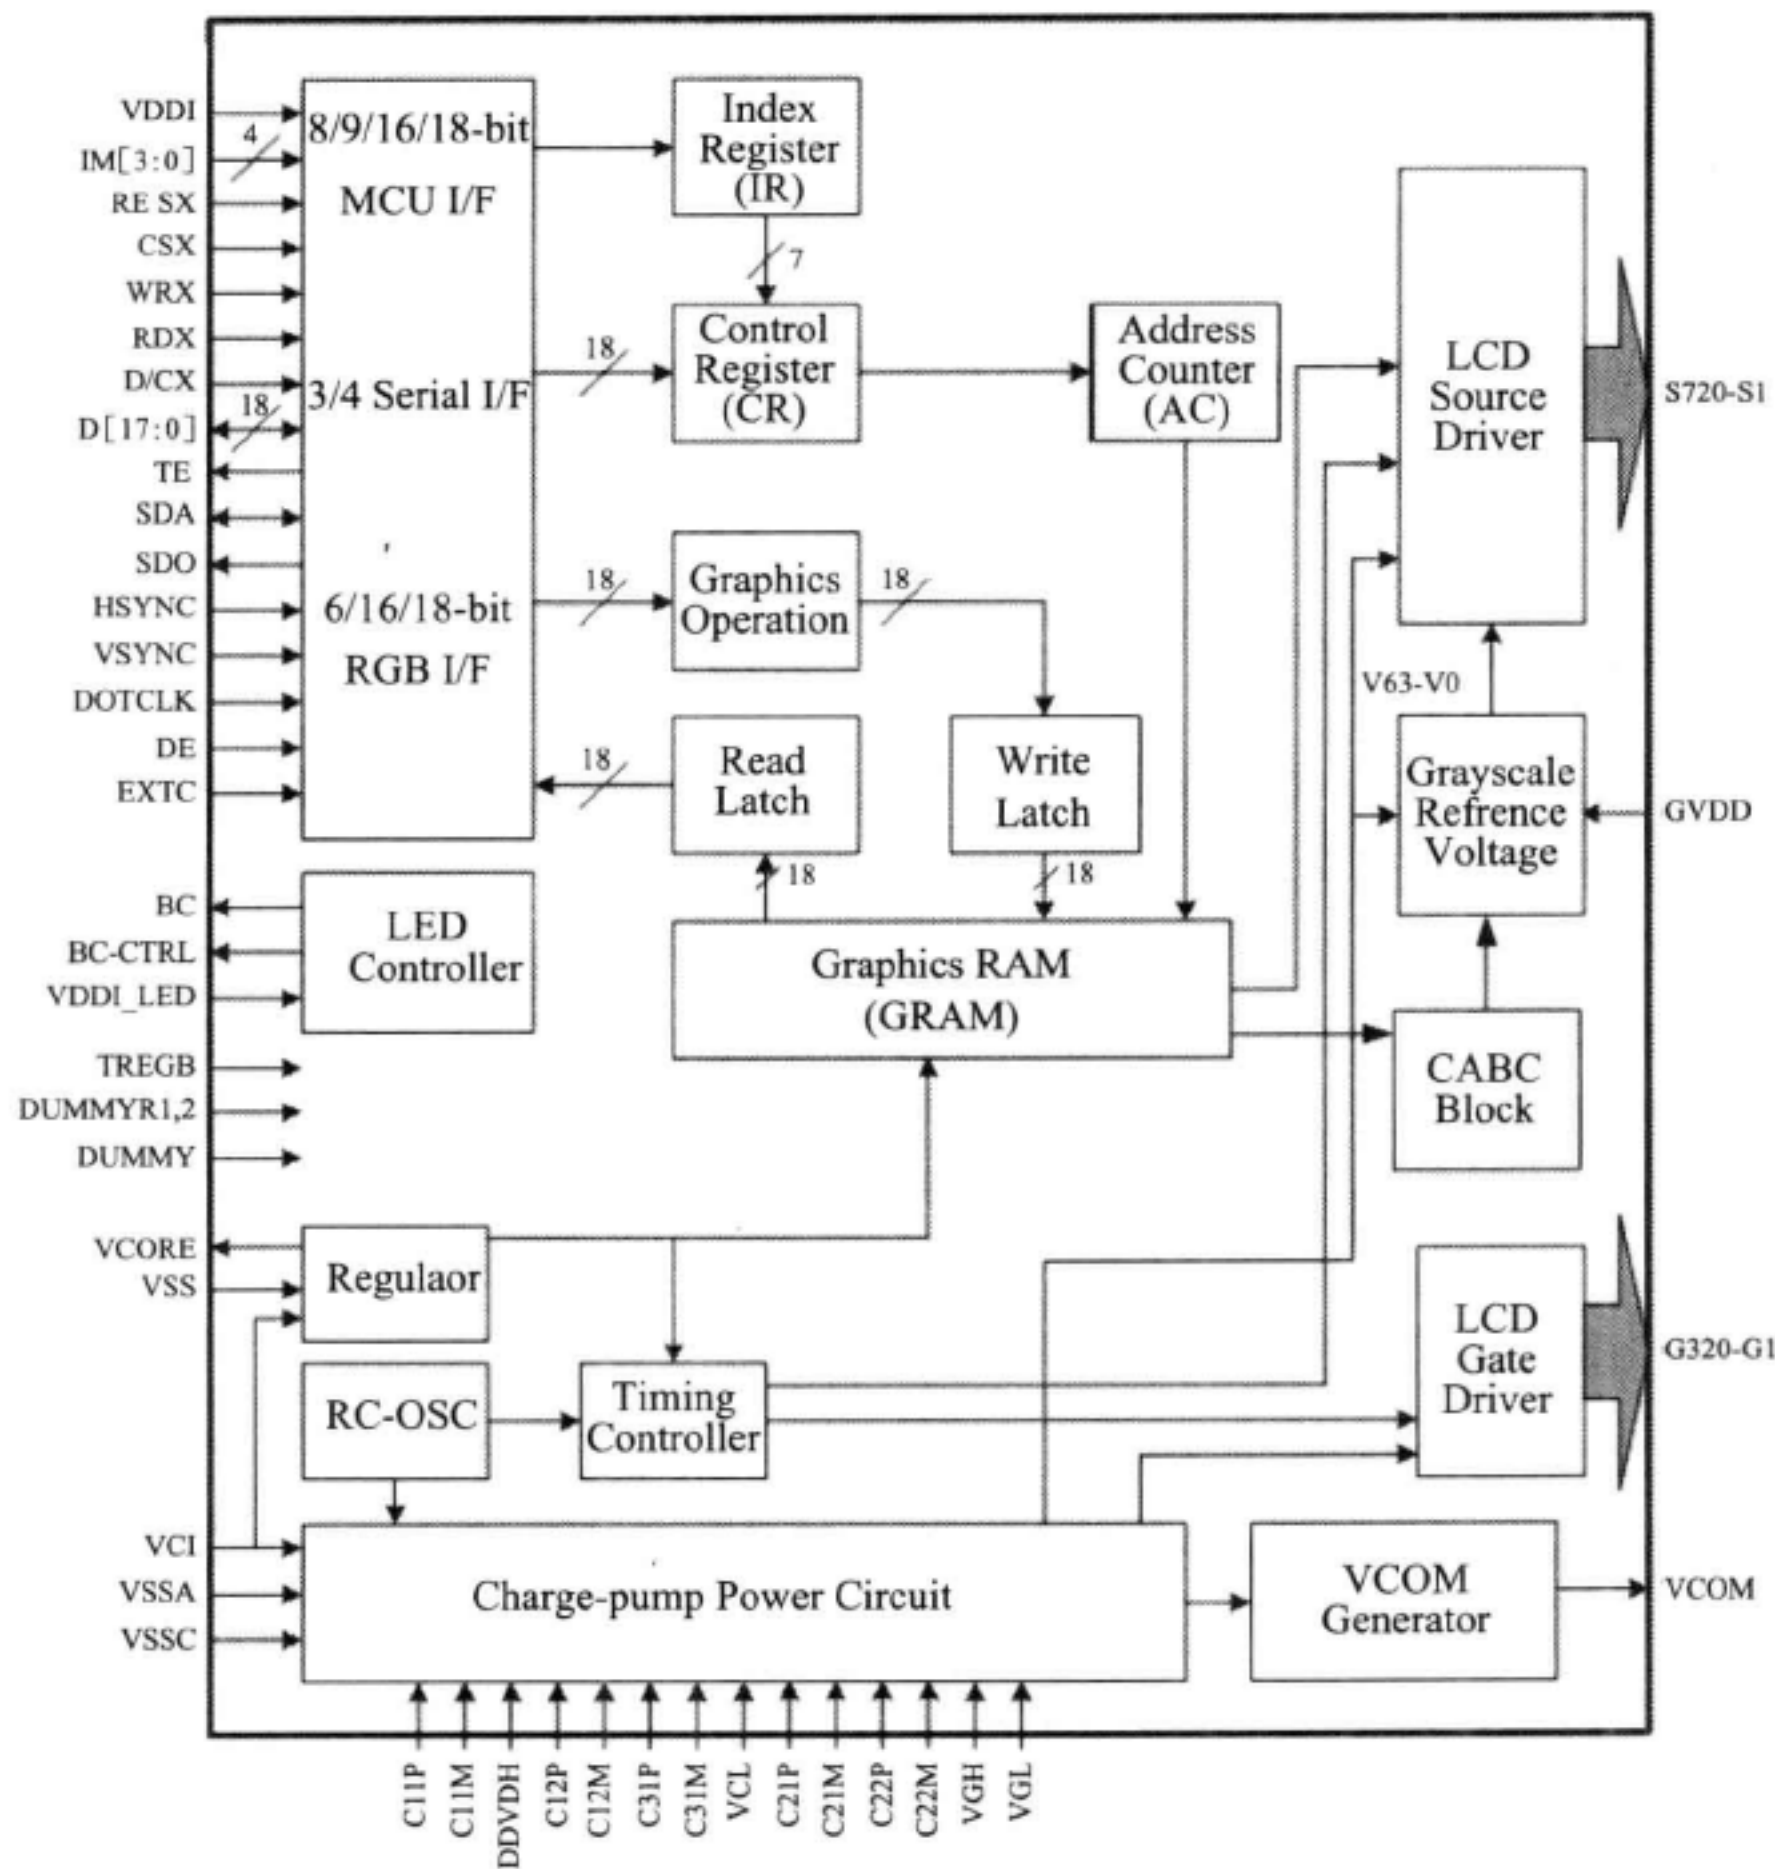 VDDI
4
IM[3:0]
RE SX
CSX
WRX
RDX
D/CX
18
D[17:0]
TE
SDA
SDO
HSYNC
VSYNC
DOTCLK
DE
EXTC
8/9/16/18-bit
MCU I/F
3/4 Serial I/F
6/16/18-bit
RGB I/F
Index
Register
(IR)
7
18
Control
Register
(CR)
Address
Counter
(AC)
18
Graphics
Operation
18
18
Read
Latch
Write
Latch
18
18
Graphics RAM
(GRAM)
LCD
Source
Driver
S720-S1
V63-V0
Grayscale
Refrence
Voltage
GVDD
CABC
Block
BC
BC-CTRL
VDDI_LED
LED
Controller
TREGB
DUMMYR1,2
DUMMY
VCORE
VSS
Regulaor
RC-OSC
Timing
Controller
LCD
Gate
Driver
G320-G1
VCI
VSSA
VSSC
Charge-pump Power Circuit
VCOM
Generator
VCOM
C11P
C11M
DDVDH
C12P
C12M
C31P
C31M
VCL
C21P
C21M
C22P
C22M
VGH
VGL